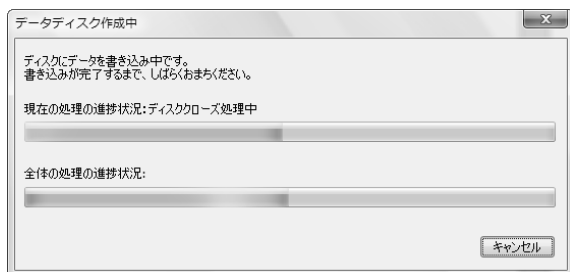 データディスク作成中
ディスクにデータを書き込み中です。
書き込みが完了するまで、しばらくおまちください。
現在の処理の進捗状況:ディスククローズ処理中
全体の処理の進捗状況:
キャンセル